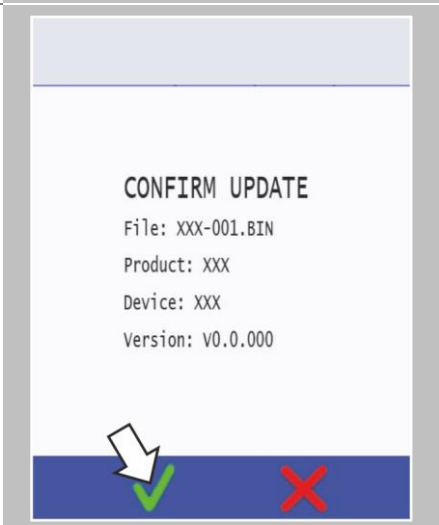 CONFIRM UPDATE
File: XXX-001.BIN
Product: XXX
Device: XXX
Version: V0.0.000